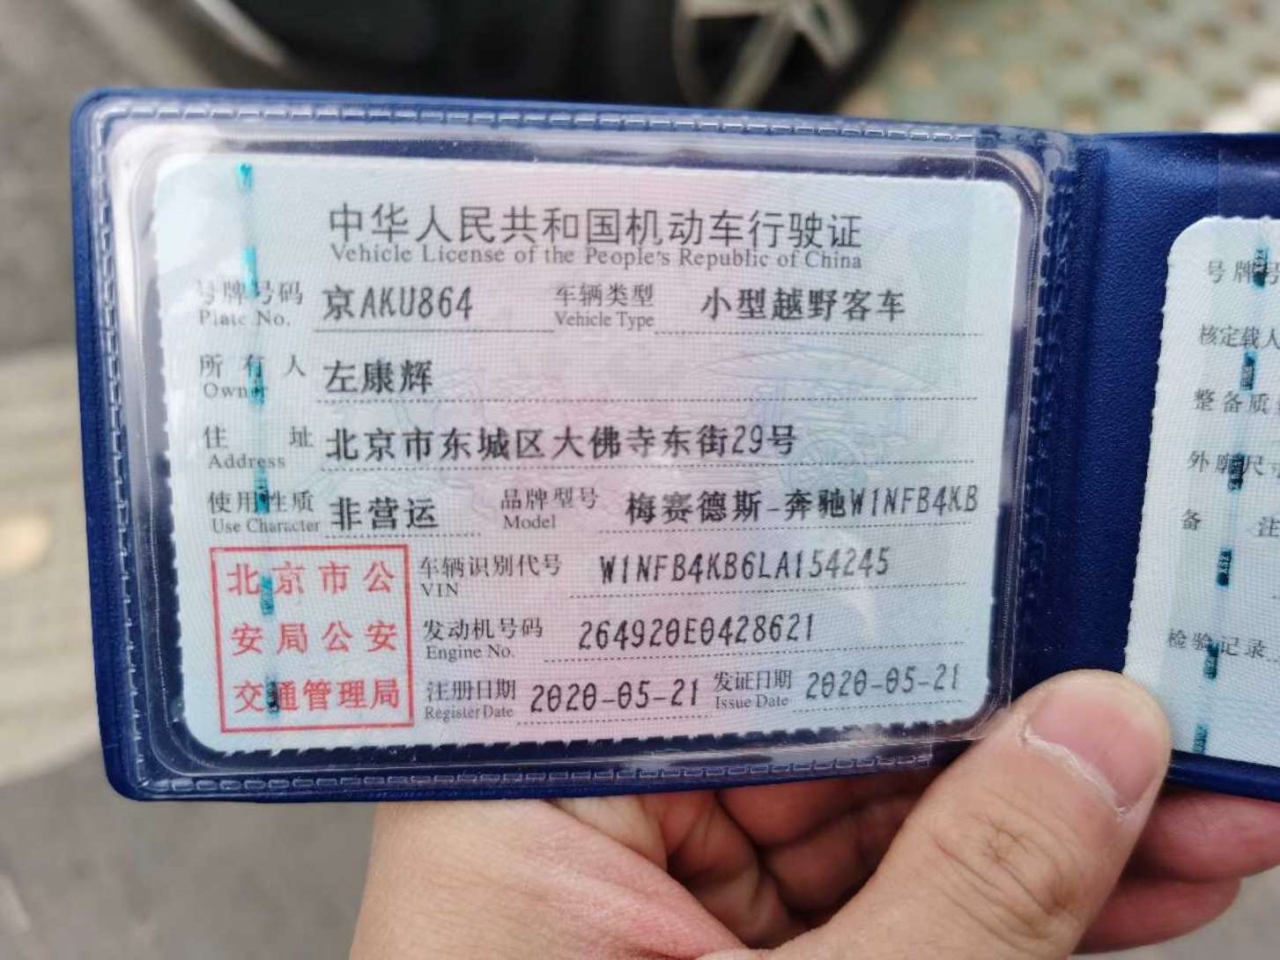 中华人民共和国机动车行驶证
Vehicle License of the People's Republic of China
号牌号码 京AKU864 车辆类型 小型越野客车
Plate No. Vehicle Type
所有人 左康辉
Owner
住址 北京市东城区大佛寺东街29号
Address
使用性质 非营运 品牌型号 梅赛德斯-奔驰W1NFB4KB
Use Character Model
北京市公
安局公安
交通管理局
车辆识别代号 W1NFB4KB6LA154245
VIN
发动机号码 264920E0428621
Engine No.
注册日期 2020-05-21 发证日期 2020-05-21
Register Date Issue Date
号牌号
核定载人
整备质
外廓尺
备 注
检验记录